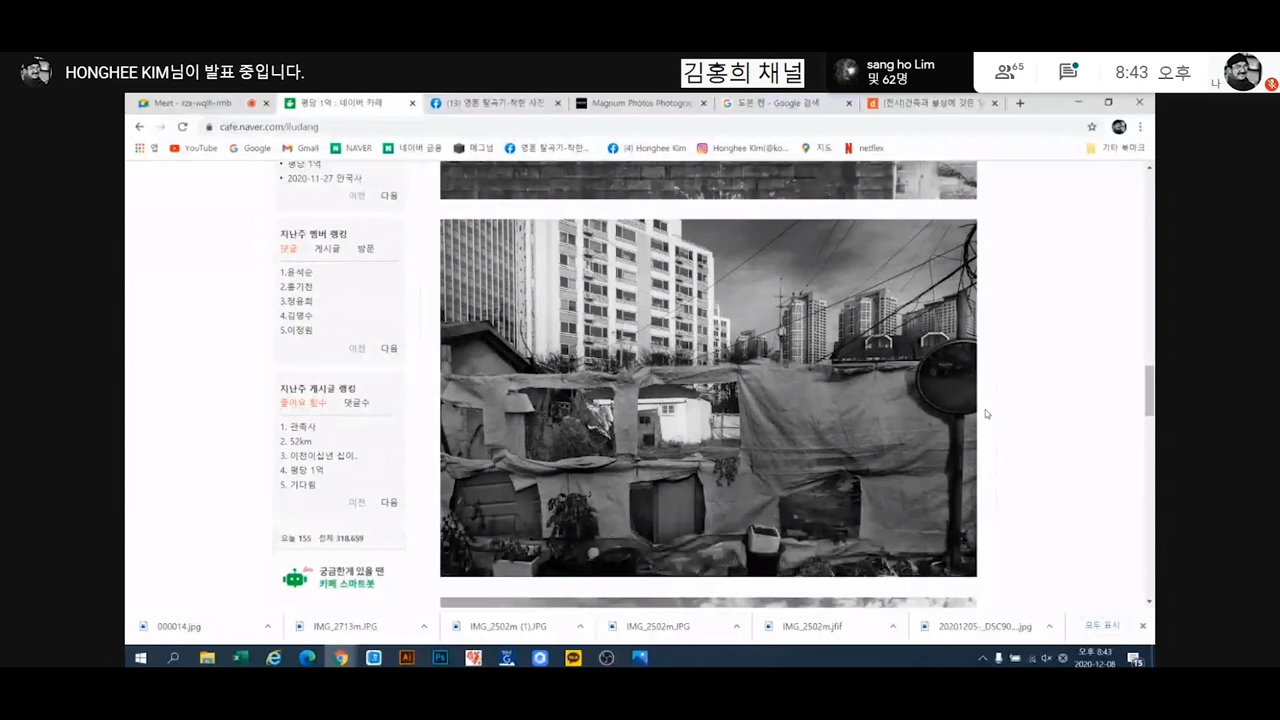 HONGHEE KIM님이 발표 중입니다.
김홍희 채널
sang ho Lim
및 62명
65
8:43 오후
나
Meet - rzx-wqih-rmb
평당 1억 : 네이버 카페
(13) 영혼 탈곡기-착한 사진
Magnum Photos Photograp
도몬 켄 - Google 검색
[전시]건축과 불상에 깃든
cafe.naver.com/iludang
앱
YouTube
Google
Gmail
NAVER
네이버 금융
메그넘
영혼 탈곡기-착한...
(4) Honghee Kim
Honghee Kim(@ko...
지도
netflex
기타 북마크
평당 1억
2020-11-27 안국사
이전 다음
지난주 멤버 랭킹
댓글 게시글 방문
1.윤석순
2.홍기천
3.정윤희
4.김명수
5.이정림
이전 다음
지난주 게시글 랭킹
좋아요 횟수 댓글수
1. 관족사
2. 52km
3. 이천이십년 십이..
4. 평당 1억
5. 기다림
이전 다음
오늘 155 전체 318,659
궁금한게 있을 땐
카페 스마트봇
000014.jpg
IMG_2713m.JPG
IMG_2502m (1).JPG
IMG_2502m.JPG
IMG_2502m.jfif
20201205-_DSC90....jpg
모두 표시
오후 8:43
2020-12-08
15